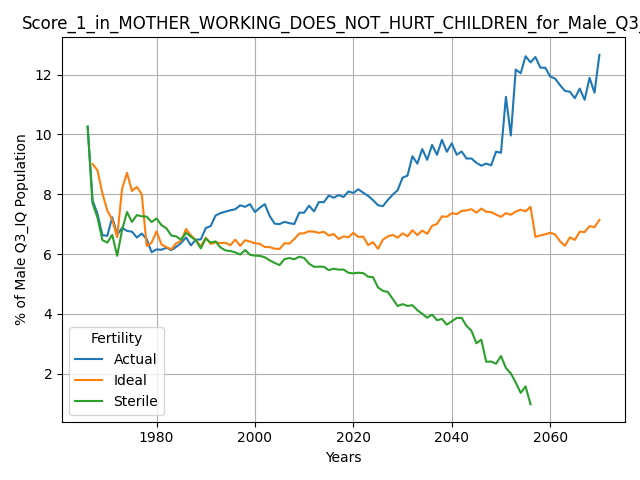 Score_1_in_MOTHER_WORKING_DOES_NOT_HURT_CHILDREN_for_Male_Q3_
12
10
8
6
4
2
% of Male Q3_IQ Population
Fertility
Actual
Ideal
Sterile
1980 2000 2020 2040 2060
Years